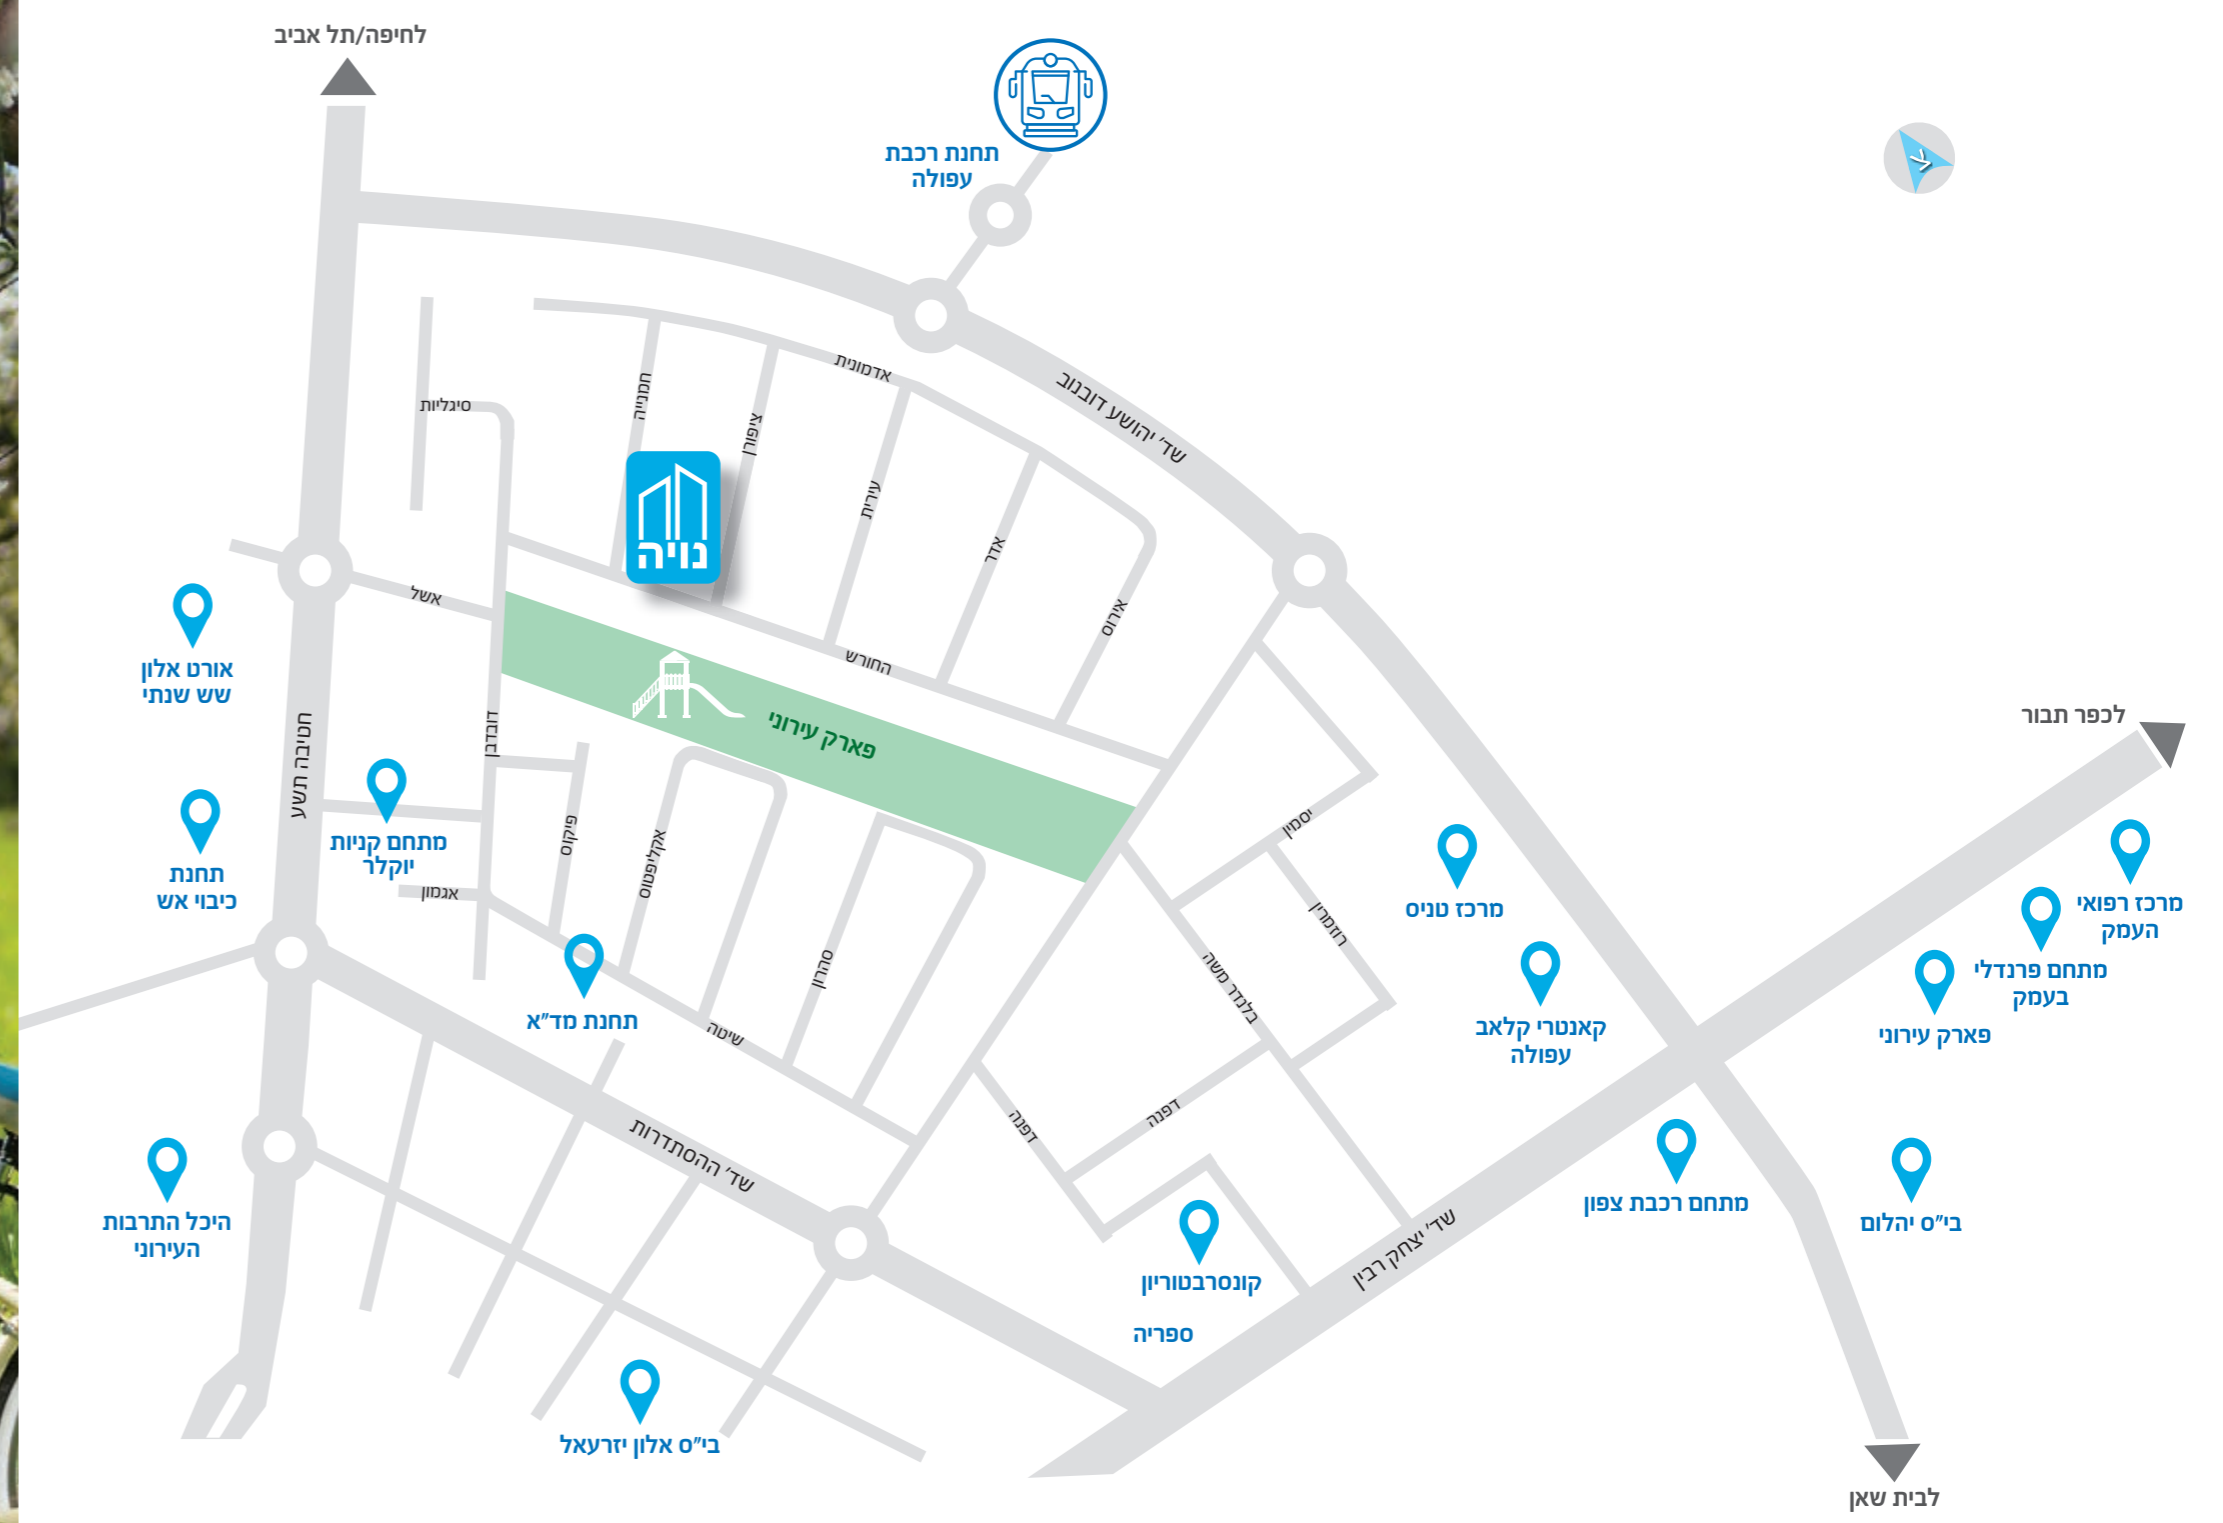 לחיפה/תל אביב
תחנת רכבת
עפולה
צ
אדמונית
שד' יהושע דובנוב
סיגליות
חמנייה
ציפורן
עירית
אדר
אירוס
נויה
אשל
החורש
אורט אלון
שש שנתי
פארק עירוני
דובדבן
חטיבה תשע
לכפר תבור
מתחם קניות
יוקלר
פיקוס
אקליפטוס
יסמין
תחנת
כיבוי אש
אגמון
סהרון
רוזמרין
מרכז טניס
מרכז רפואי
העמק
מתחם פרנדלי
בעמק
פארק עירוני
תחנת מד"א
שיטה
בלנדר משה
קאנטרי קלאב
עפולה
דפנה
דפנה
שד' ההסתדרות
היכל התרבות
העירוני
מתחם רכבת צפון
בי"ס יהלום
שד' יצחק רבין
קונסרבטוריון
ספריה
בי"ס אלון יזרעאל
לבית שאן